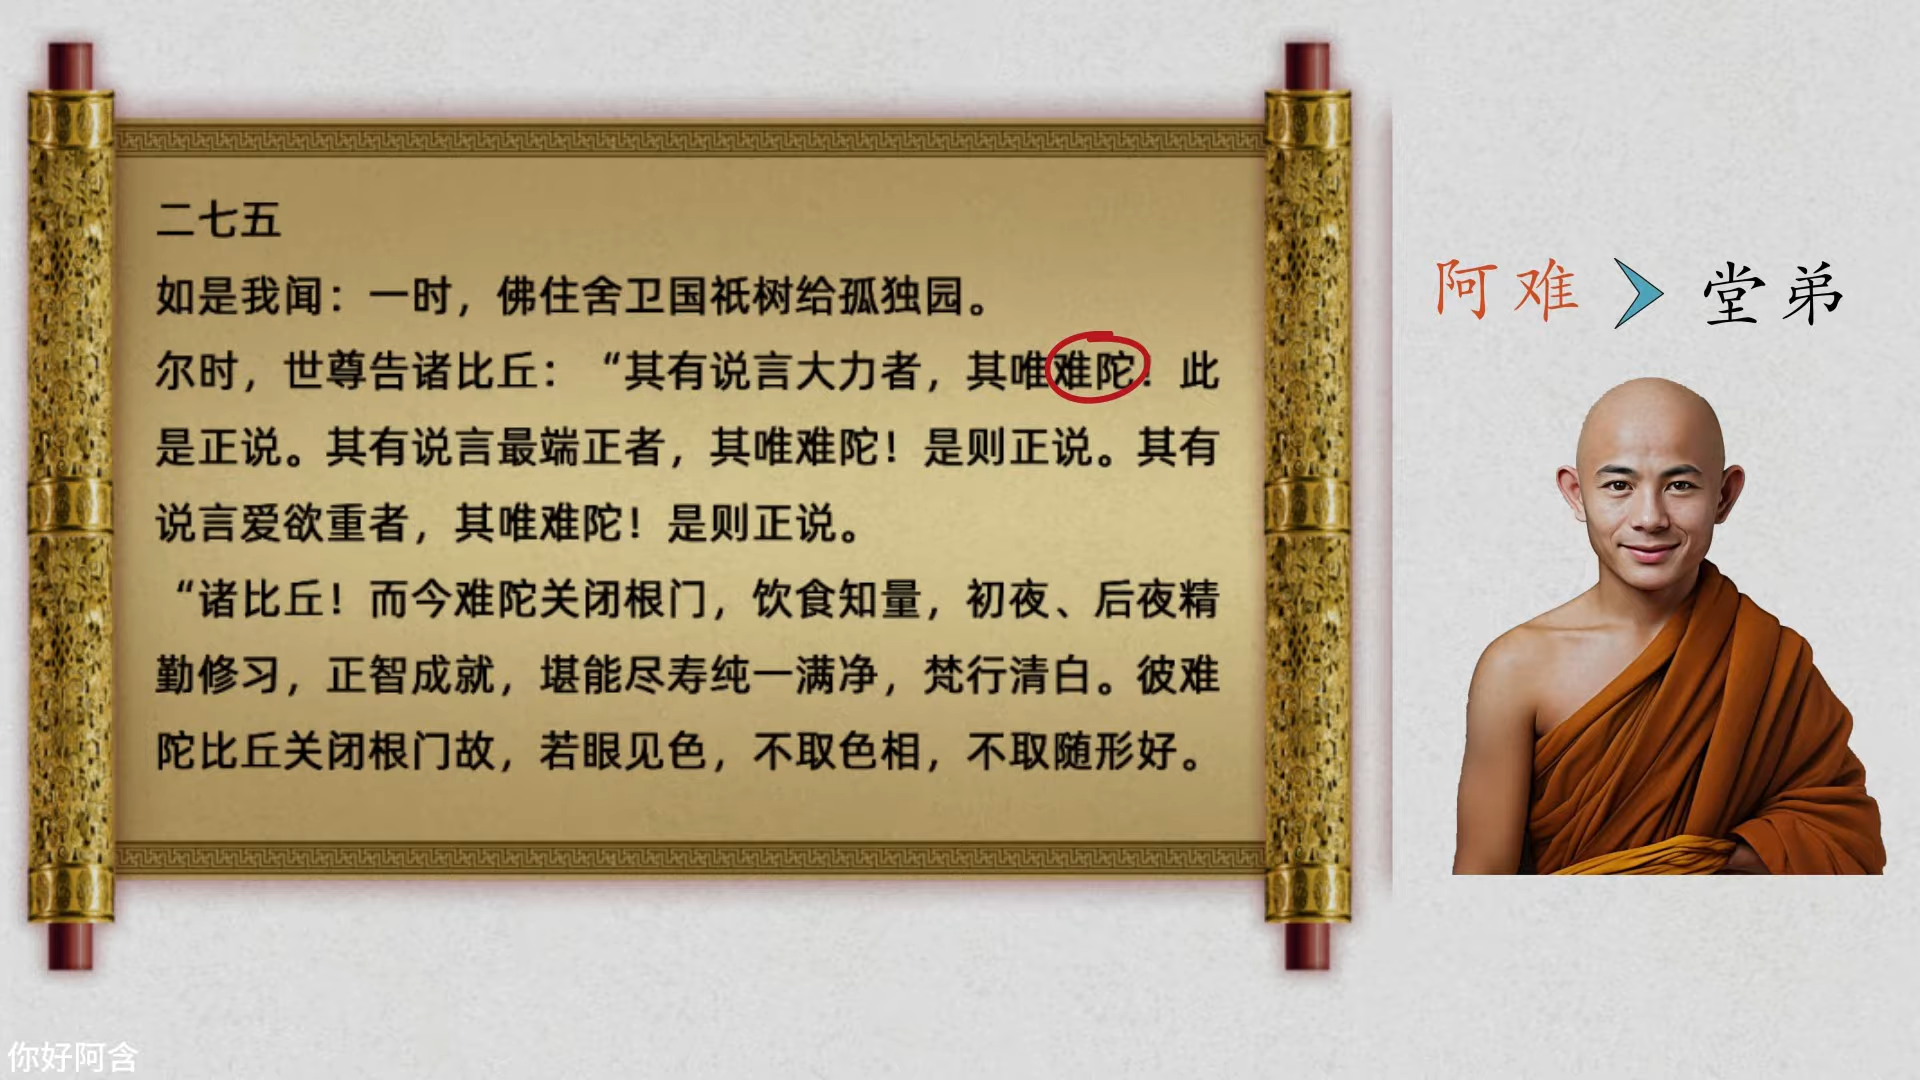 二七五
如是我闻：一时，佛住舍卫国祇树给孤独园。
尔时，世尊告诸比丘：“其有说言大力者，其唯难陀！此
是正说。其有说言最端正者，其唯难陀！是则正说。其有
说言爱欲重者，其唯难陀！是则正说。
“诸比丘！而今难陀关闭根门，饮食知量，初夜、后夜精
勤修习，正智成就，堪能尽寿纯一满净，梵行清白。彼难
陀比丘关闭根门故，若眼见色，不取色相，不取随形好。
阿难 堂弟
你好阿含